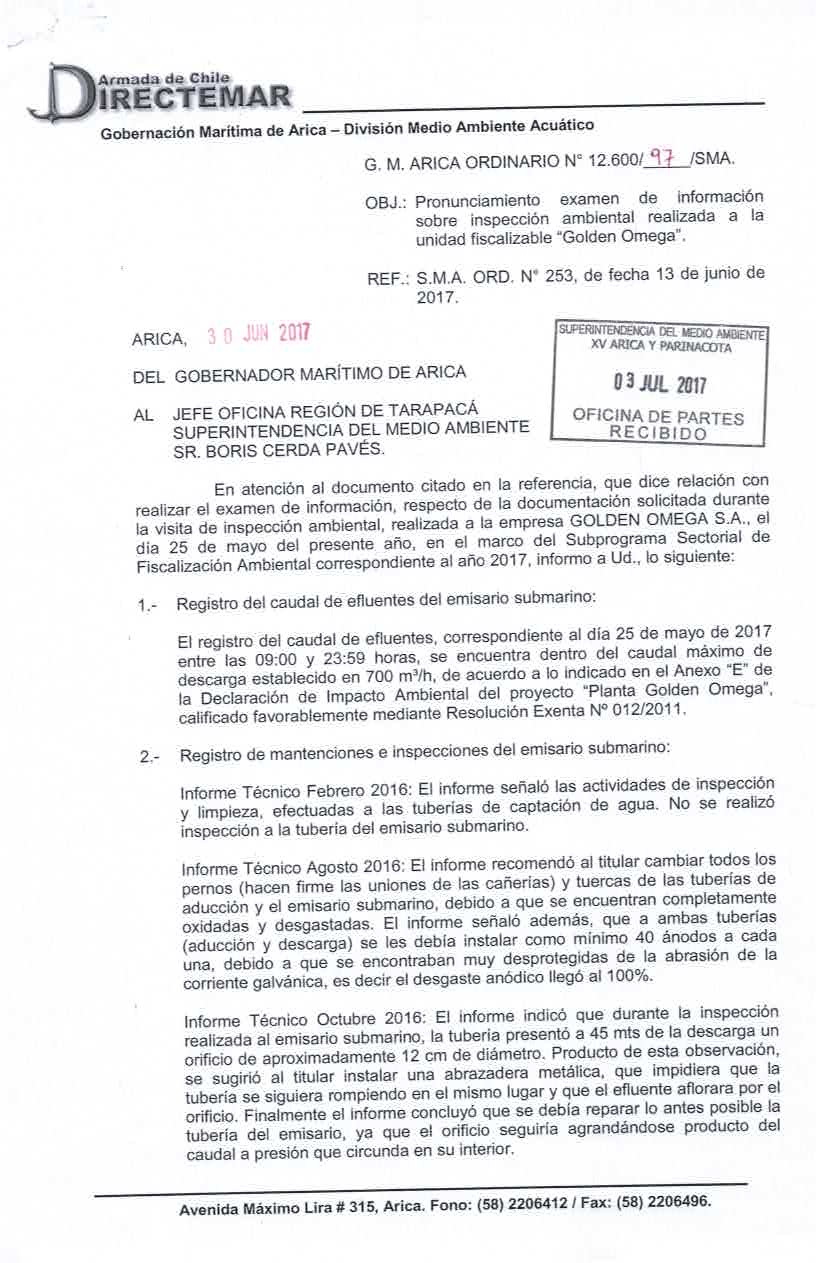 Armada de Chile
DIRECTEMAR
Gobernación Marítima de Arica – División Medio Ambiente Acuático
G. M. ARICA ORDINARIO N° 12.600/ 97 /SMA.
OBJ.: Pronunciamiento examen de información
sobre inspección ambiental realizada a la
unidad fiscalizable "Golden Omega".
REF.: S.M.A. ORD. N° 253, de fecha 13 de junio de
2017.
ARICA, 30 JUN 2017
SUPERINTENDENCIA DEL MEDIO AMBIENTE
XV ARICA Y PARINACOTA
03 JUL 2017
OFICINA DE PARTES
RECIBIDO
DEL GOBERNADOR MARÍTIMO DE ARICA
AL JEFE OFICINA REGIÓN DE TARAPACÁ
SUPERINTENDENCIA DEL MEDIO AMBIENTE
SR. BORIS CERDA PAVÉS.
En atención al documento citado en la referencia, que dice relación con
realizar el examen de información, respecto de la documentación solicitada durante
la visita de inspección ambiental, realizada a la empresa GOLDEN OMEGA S.A., el
día 25 de mayo del presente año, en el marco del Subprograma Sectorial de
Fiscalización Ambiental correspondiente al año 2017, informo a Ud., lo siguiente:
1.- Registro del caudal de efluentes del emisario submarino:
El registro del caudal de efluentes, correspondiente al día 25 de mayo de 2017
entre las 09:00 y 23:59 horas, se encuentra dentro del caudal máximo de
descarga establecido en 700 m³/h, de acuerdo a lo indicado en el Anexo "E" de
la Declaración de Impacto Ambiental del proyecto "Planta Golden Omega",
calificado favorablemente mediante Resolución Exenta Nº 012/2011.
2.- Registro de mantenciones e inspecciones del emisario submarino:
Informe Técnico Febrero 2016: El informe señaló las actividades de inspección
y limpieza, efectuadas a las tuberías de captación de agua. No se realizó
inspección a la tubería del emisario submarino.
Informe Técnico Agosto 2016: El informe recomendó al titular cambiar todos los
pernos (hacen firme las uniones de las cañerías) y tuercas de las tuberías de
aducción y el emisario submarino, debido a que se encuentran completamente
oxidadas y desgastadas. El informe señaló además, que a ambas tuberías
(aducción y descarga) se les debía instalar como mínimo 40 ánodos a cada
una, debido a que se encontraban muy desprotegidas de la abrasión de la
corriente galvánica, es decir el desgaste anódico llegó al 100%.
Informe Técnico Octubre 2016: El informe indicó que durante la inspección
realizada al emisario submarino, la tubería presentó a 45 mts de la descarga un
orificio de aproximadamente 12 cm de diámetro. Producto de esta observación,
se sugirió al titular instalar una abrazadera metálica, que impidiera que la
tubería se siguiera rompiendo en el mismo lugar y que el efluente aflorara por el
orificio. Finalmente el informe concluyó que se debía reparar lo antes posible la
tubería del emisario, ya que el orificio seguiría agrandándose producto del
caudal a presión que circunda en su interior.
Avenida Máximo Lira # 315, Arica. Fono: (58) 2206412 / Fax: (58) 2206496.